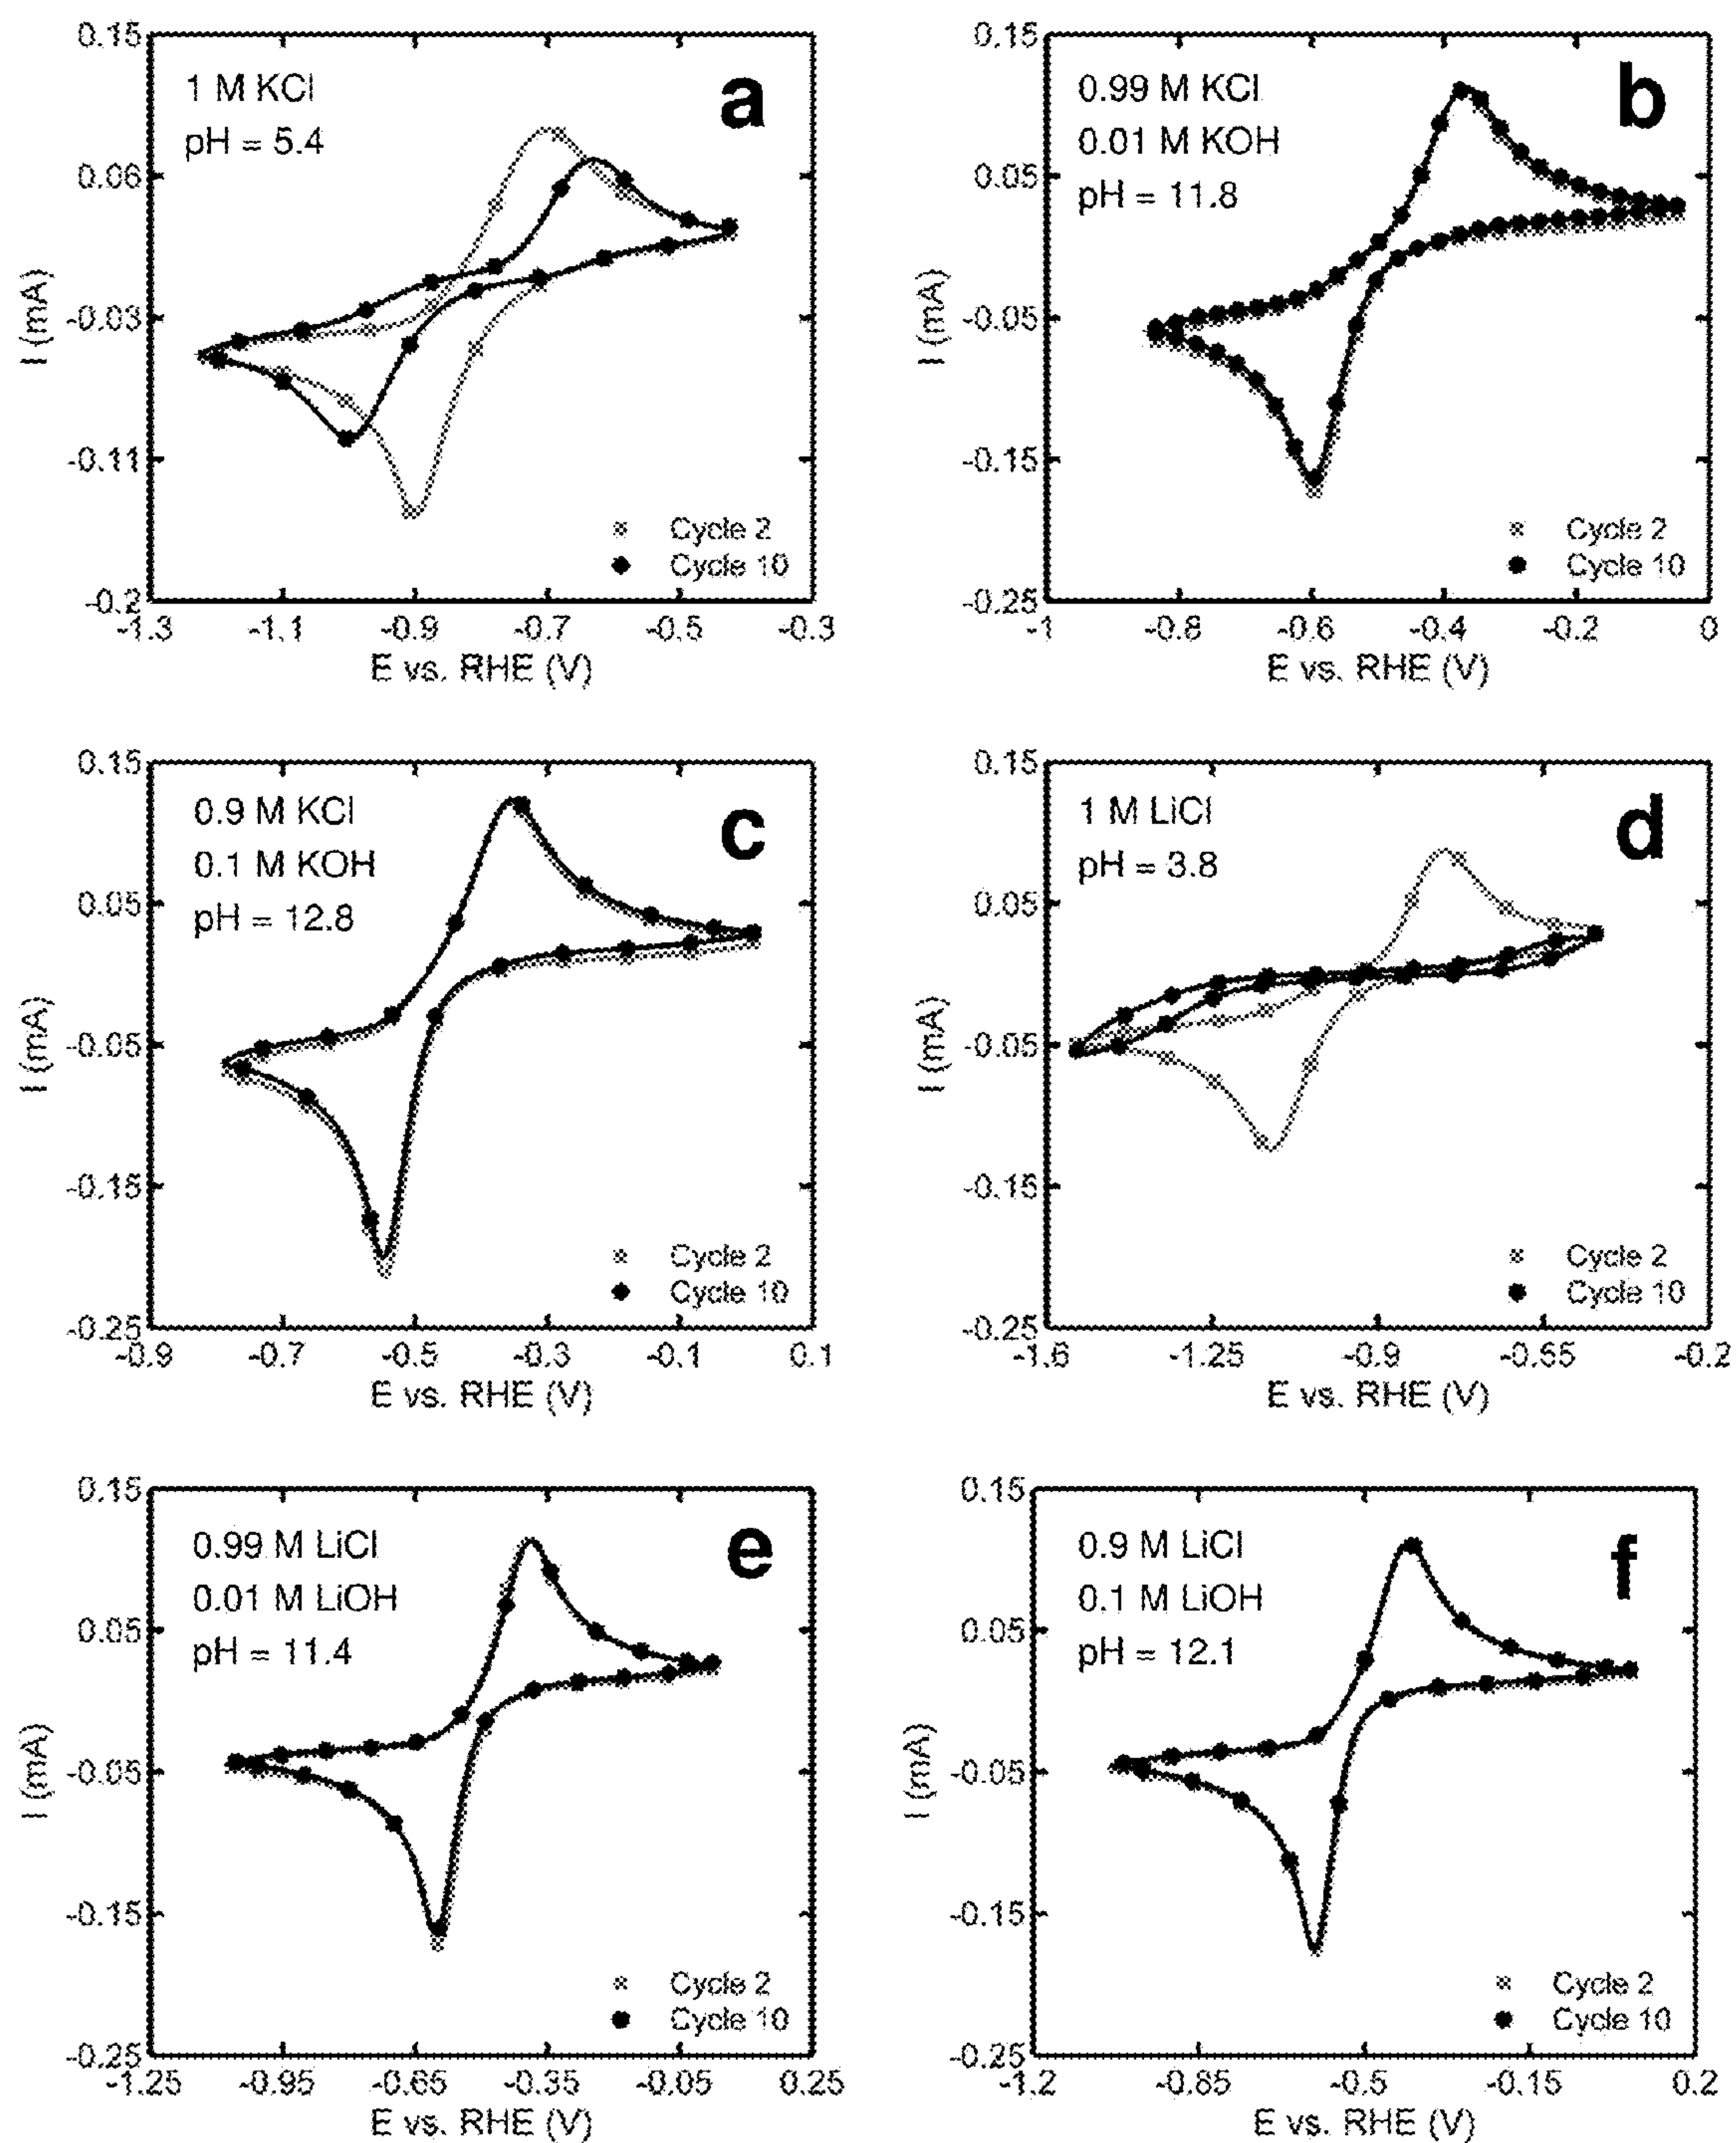 0.15
1 M KCl
a
pH = 5.4
0.06
-0.03
I (mA)
-0.11
Cycle 2
Cycle 10
-0.2
-1.3 -1.1 -0.9 -0.7 -0.5 -0.3
E vs. RHE (V)
0.15
0.99 M KCl
b
0.01 M KOH
0.05
pH = 11.8
-0.05
I (mA)
-0.15
Cycle 2
Cycle 10
-0.25
-1 -0.8 -0.6 -0.4 -0.2 0
E vs. RHE (V)
0.15
0.9 M KCl
c
0.1 M KOH
0.05
pH = 12.8
-0.05
I (mA)
-0.15
Cycle 2
Cycle 10
-0.25
-0.9 -0.7 -0.5 -0.3 -0.1 0.1
E vs. RHE (V)
0.15
1 M LiCl
d
pH = 3.8
0.05
-0.05
I (mA)
-0.15
Cycle 2
Cycle 10
-0.25
-1.6 -1.25 -0.9 -0.55 -0.2
E vs. RHE (V)
0.15
0.99 M LiCl
e
0.01 M LiOH
0.05
pH = 11.4
-0.05
I (mA)
-0.15
Cycle 2
Cycle 10
-0.25
-1.25 -0.95 -0.65 -0.35 -0.05 0.25
E vs. RHE (V)
0.15
0.9 M LiCl
f
0.1 M LiOH
0.05
pH = 12.1
-0.05
I (mA)
-0.15
Cycle 2
Cycle 10
-0.25
-1.2 -0.85 -0.5 -0.15 0.2
E vs. RHE (V)